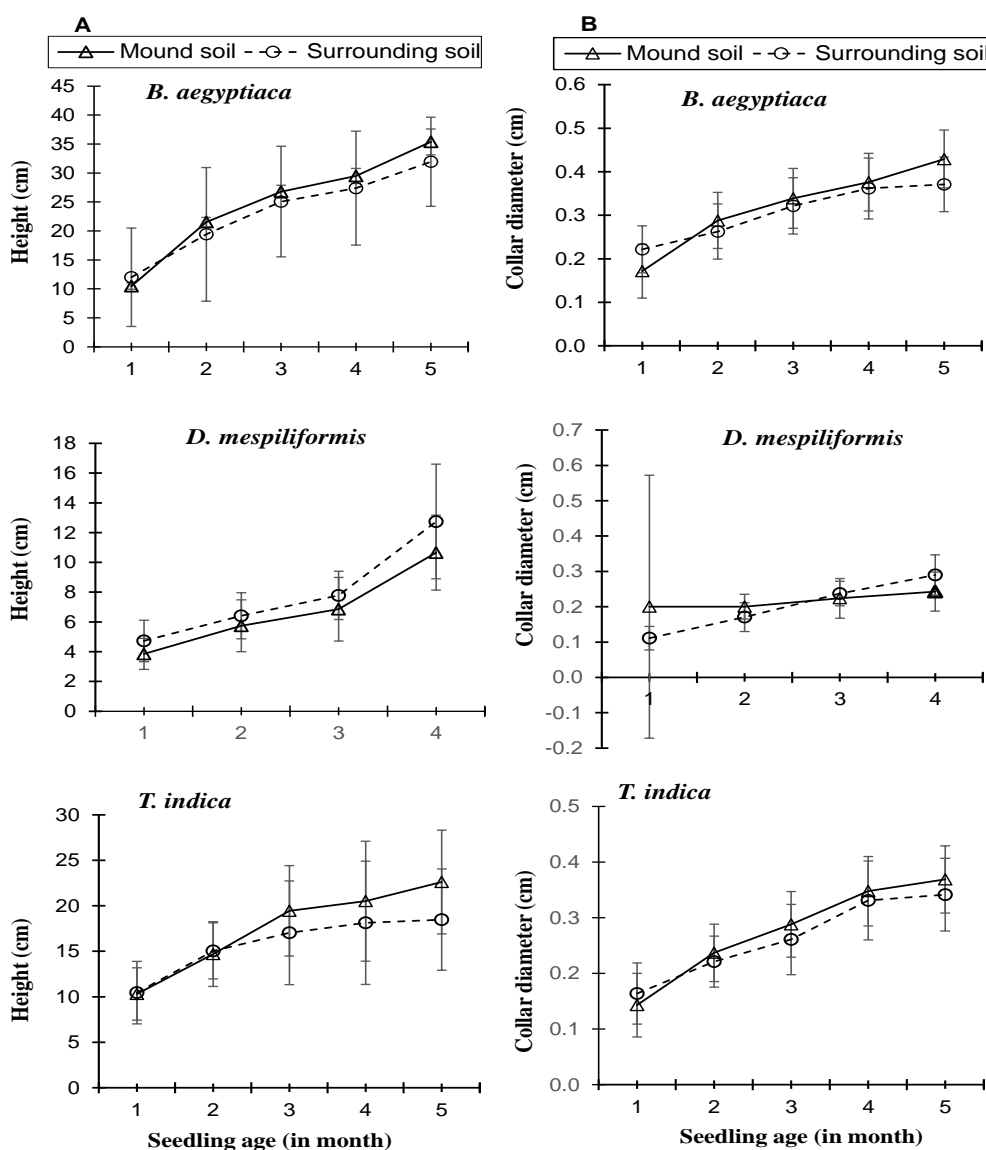 A
Mound soil Surrounding soil
B. aegyptiaca
Height (cm)
45
40
35
30
25
20
15
10
5
0
1 2 3 4 5
D. mespiliformis
Height (cm)
18
16
14
12
10
8
6
4
2
0
1 2 3 4
T. indica
Height (cm)
30
25
20
15
10
5
0
1 2 3 4 5
Seedling age (in month)
B
Mound soil Surrounding soil
B. aegyptiaca
Collar diameter (cm)
0.6
0.5
0.4
0.3
0.2
0.1
0.0
1 2 3 4 5
D. mespiliformis
Collar diameter (cm)
0.7
0.6
0.5
0.4
0.3
0.2
0.1
0.0
-0.1
-0.2
1 2 3 4
T. indica
Collar diameter (cm)
0.5
0.4
0.3
0.2
0.1
0.0
1 2 3 4 5
Seedling age (in month)